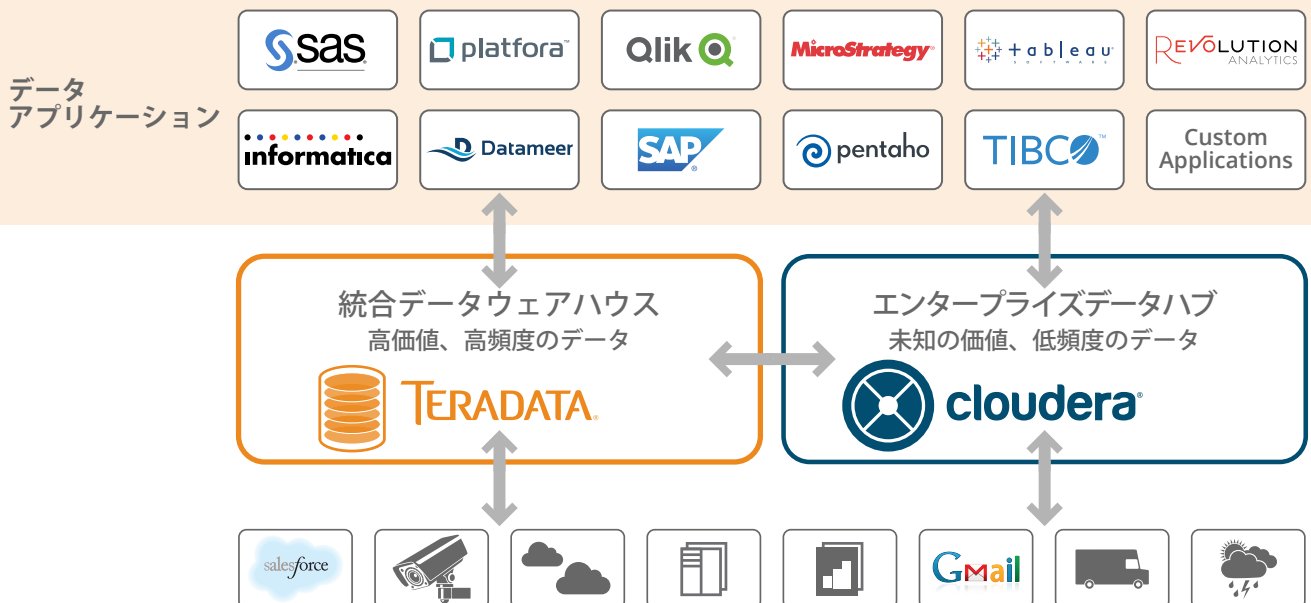 sas
platfora™
Qlik Q
MicroStrategy®
+ a b l e a u
S O F T W A R E
REVOLUTION
ANALYTICS
データ
アプリケーション
informatica
Datameer
SAP®
pentaho
TIBCO™
Custom
Applications
統合データウェアハウス
高価値、高頻度のデータ
TERADATA®
エンタープライズデータハブ
未知の価値、低頻度のデータ
cloudera®
salesforce
Gmail